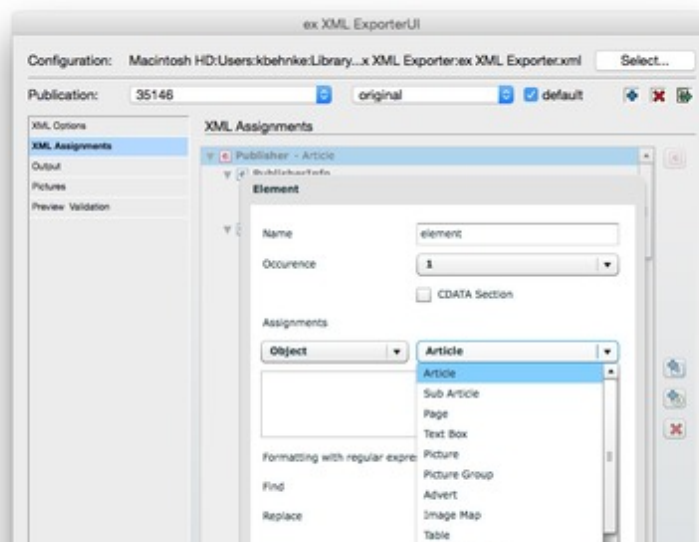 ex XML ExporterUI
Configuration: Macintosh HD:Users:kbehnke:Library...x XML Exporter:ex XML Exporter.xml Select...
Publication: 35146 original default
XML Options
XML Assignments
Output
Pictures
Preview Validation
XML Assignments
Publisher - Article
PublisherInfo
Element
Name element
Occurence 1
CDATA Section
Assignments
Object Article
Article
Sub Article
Page
Text Box
Formatting with regular expre Picture
Picture Group
Find
Advert
Replace Image Map
Table